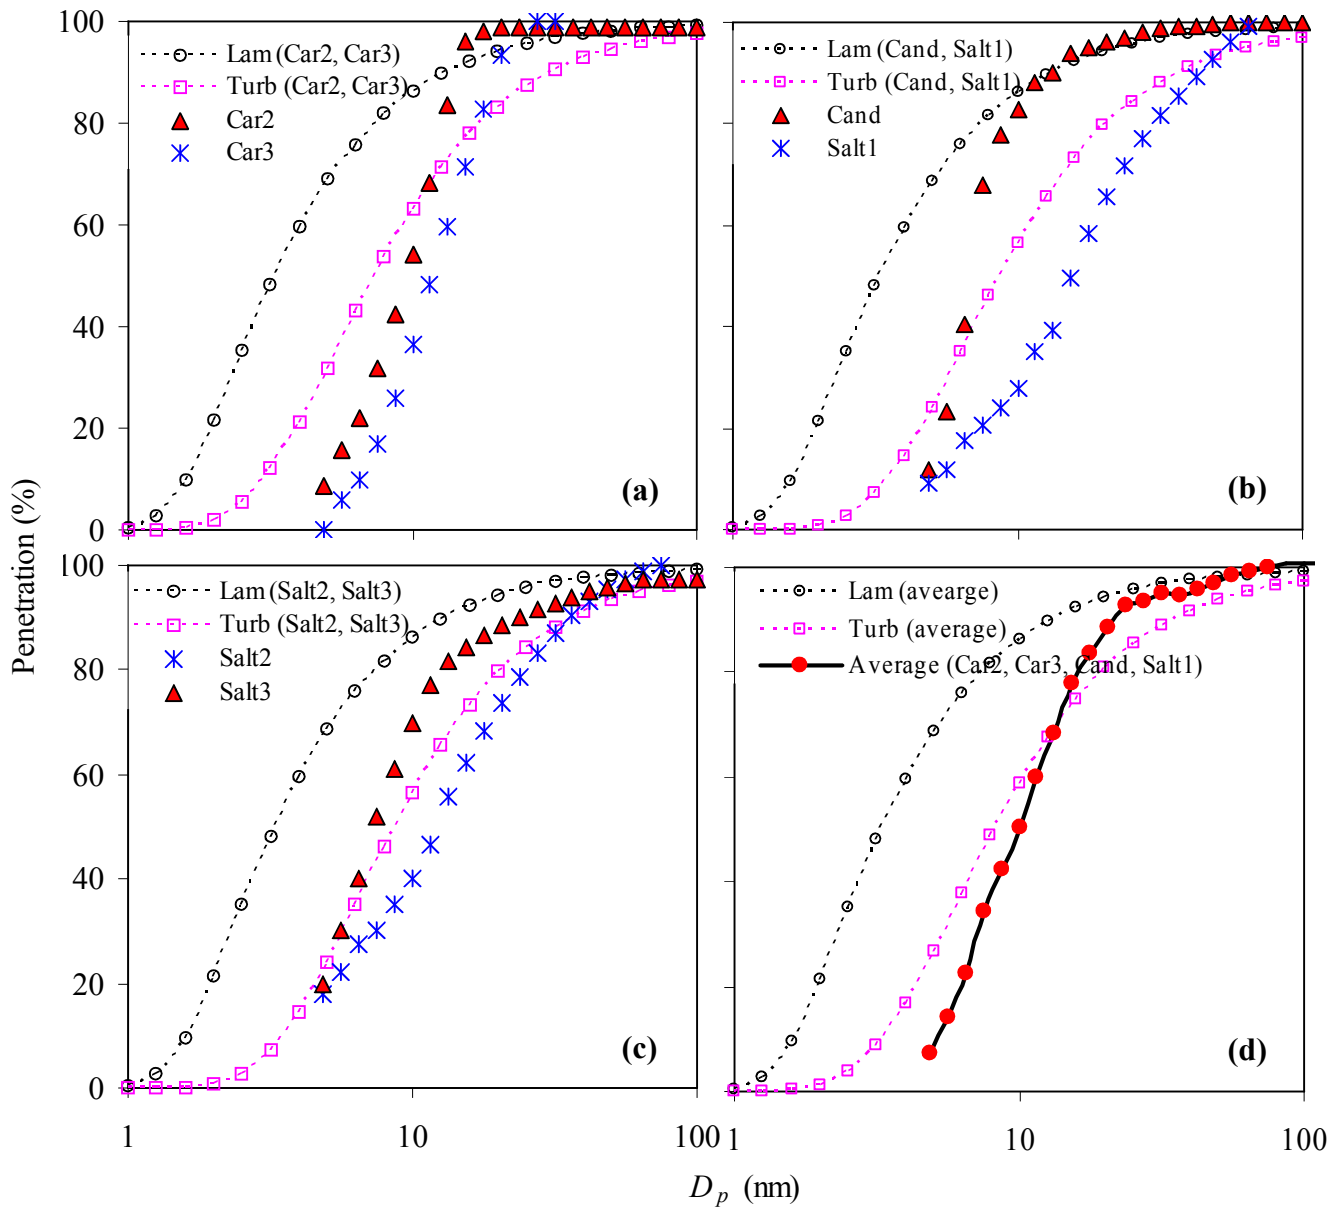 100
80
60
40
20
0
Lam (Car2, Car3)
Turb (Car2, Car3)
Car2
Car3
(a)
Lam (Cand, Salt1)
Turb (Cand, Salt1)
Cand
Salt1
(b)
100
80
60
40
20
0
Lam (Salt2, Salt3)
Turb (Salt2, Salt3)
Salt2
Salt3
(c)
1
10
100
Lam (avearge)
Turb (average)
Average (Car2, Car3, Cand, Salt1)
(d)
1
10
100
Penetration (%)
Dp (nm)